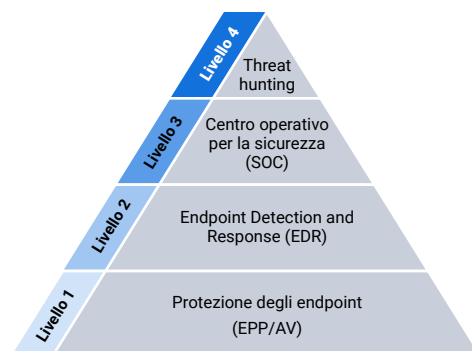 Livello 4
Threat
hunting
Livello 3
Centro operativo
per la sicurezza
(SOC)
Livello 2
Endpoint Detection and
Response (EDR)
Livello 1
Protezione degli endpoint
(EPP/AV)